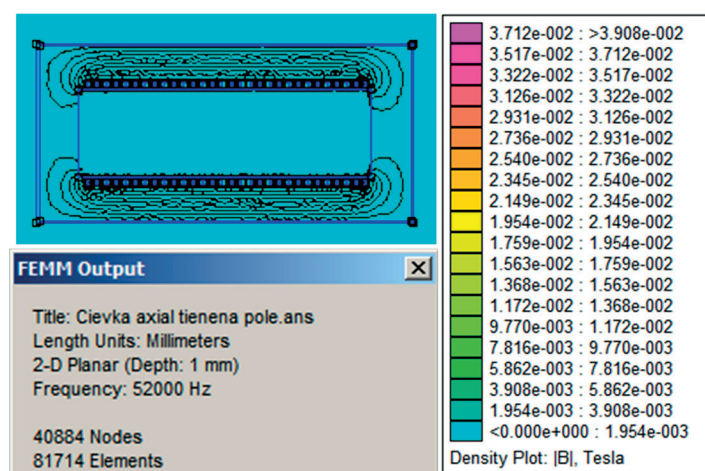 FEMM Output
Title: Cievka axial tienena pole.ans
Length Units: Millimeters
2-D Planar (Depth: 1 mm)
Frequency: 52000 Hz
40884 Nodes
81714 Elements
3.712e-002 : >3.908e-002
3.517e-002 : 3.712e-002
3.322e-002 : 3.517e-002
3.126e-002 : 3.322e-002
2.931e-002 : 3.126e-002
2.736e-002 : 2.931e-002
2.540e-002 : 2.736e-002
2.345e-002 : 2.540e-002
2.149e-002 : 2.345e-002
1.954e-002 : 2.149e-002
1.759e-002 : 1.954e-002
1.563e-002 : 1.759e-002
1.368e-002 : 1.563e-002
1.172e-002 : 1.368e-002
9.770e-003 : 1.172e-002
7.816e-003 : 9.770e-003
5.862e-003 : 7.816e-003
3.908e-003 : 5.862e-003
1.954e-003 : 3.908e-003
<0.000e+000 : 1.954e-003
Density Plot: |B|, Tesla